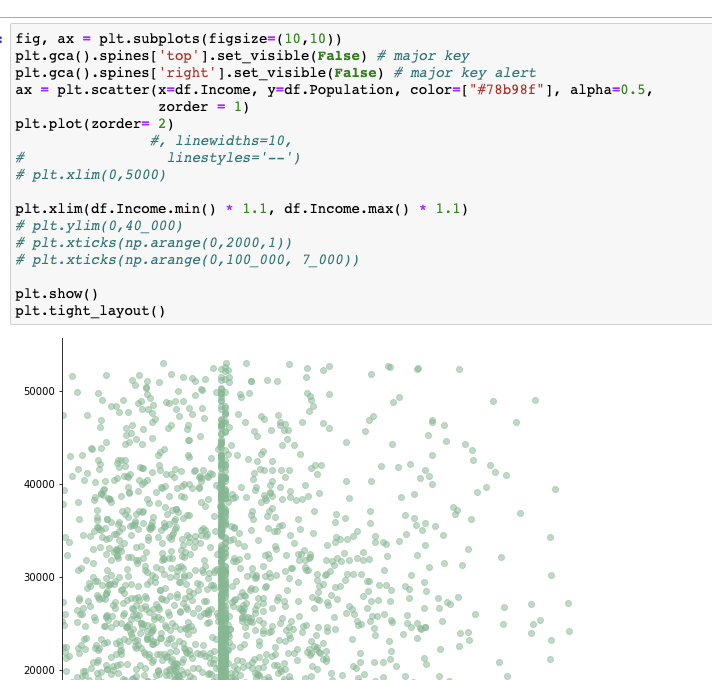 :
fig, ax = plt.subplots(figsize=(10,10))
plt.gca().spines['top'].set_visible(False) # major key
plt.gca().spines['right'].set_visible(False) # major key alert
ax = plt.scatter(x=df.Income, y=df.Population, color=["#78b98f"], alpha=0.5,
                 zorder = 1)
plt.plot(zorder= 2)
                #, linewidths=10,
#                 linestyles='--')
# plt.xlim(0,5000)

plt.xlim(df.Income.min() * 1.1, df.Income.max() * 1.1)
# plt.ylim(0,40_000)
# plt.xticks(np.arange(0,2000,1))
# plt.xticks(np.arange(0,100_000, 7_000))

plt.show()
plt.tight_layout()
50000
40000
30000
20000